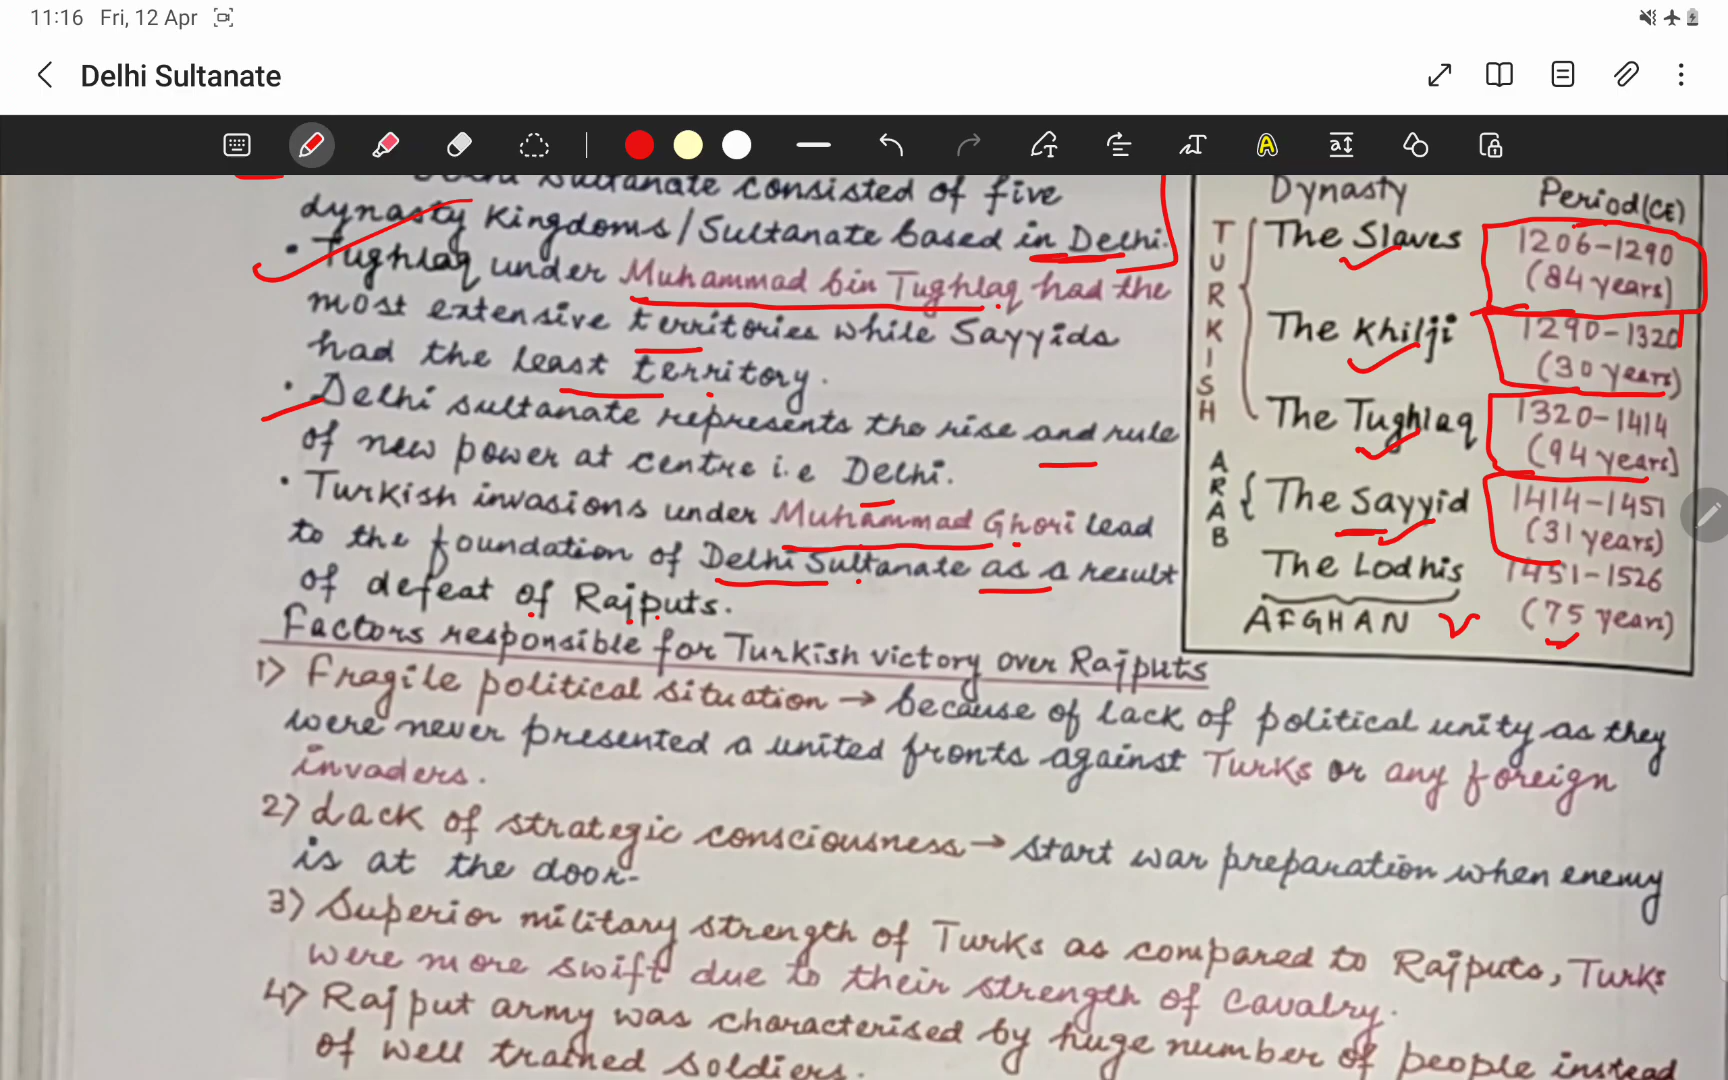 11:16 Fri, 12 Apr
Delhi Sultanate
Delhi Sultanate consisted of five
dynasty Kingdoms/Sultanate based in Delhi.
• Tughlaq under Muhammad bin Tughlaq had the
most extensive territories while Sayyids
had the least territory.
• Delhi sultanate represents the rise and rule
of new power at centre i.e Delhi.
• Turkish invasions under Muhammad Ghori lead
to the foundation of Delhi Sultanate as a result
of defeat of Rajputs.
Dynasty Period(CE)
TURKISH
The Slaves 1206-1290
(84 years)
The Khilji 1290-1320
(30 years)
The Tughlaq 1320-1414
(94 years)
ARAB
The Sayyid 1414-1451
(31 years)
The Lodhis 1451-1526
AFGHAN (75 years)
Factors responsible for Turkish victory over Rajputs
1) Fragile political situation → because of lack of political unity as they
were never presented a united fronts against Turks or any foreign
invaders.
2) Lack of strategic consciousness → start war preparation when enemy
is at the door-
3) Superior military strength of Turks as compared to Rajputs, Turks
were more swift due to their strength of cavalry.
4) Rajput army was characterised by huge number of people instead
of well trained soldiers.